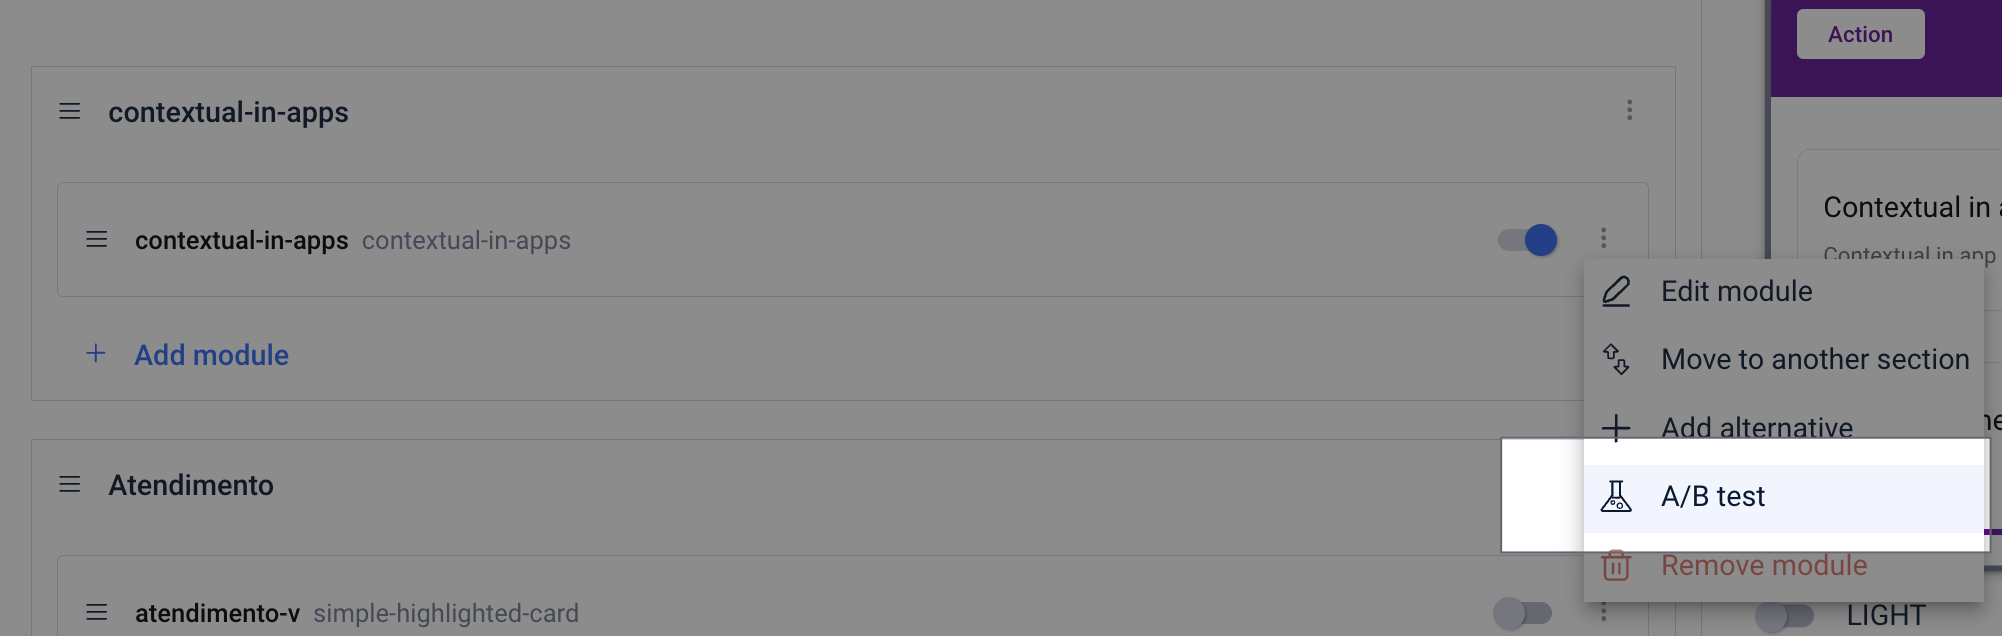 Action
contextual-in-apps
contextual-in-apps contextual-in-apps
Add module
Contextual in
Contextual in app
Edit module
Move to another section
Add alternative
A/B test
Remove module
Atendimento
atendimento-v simple-highlighted-card
LIGHT